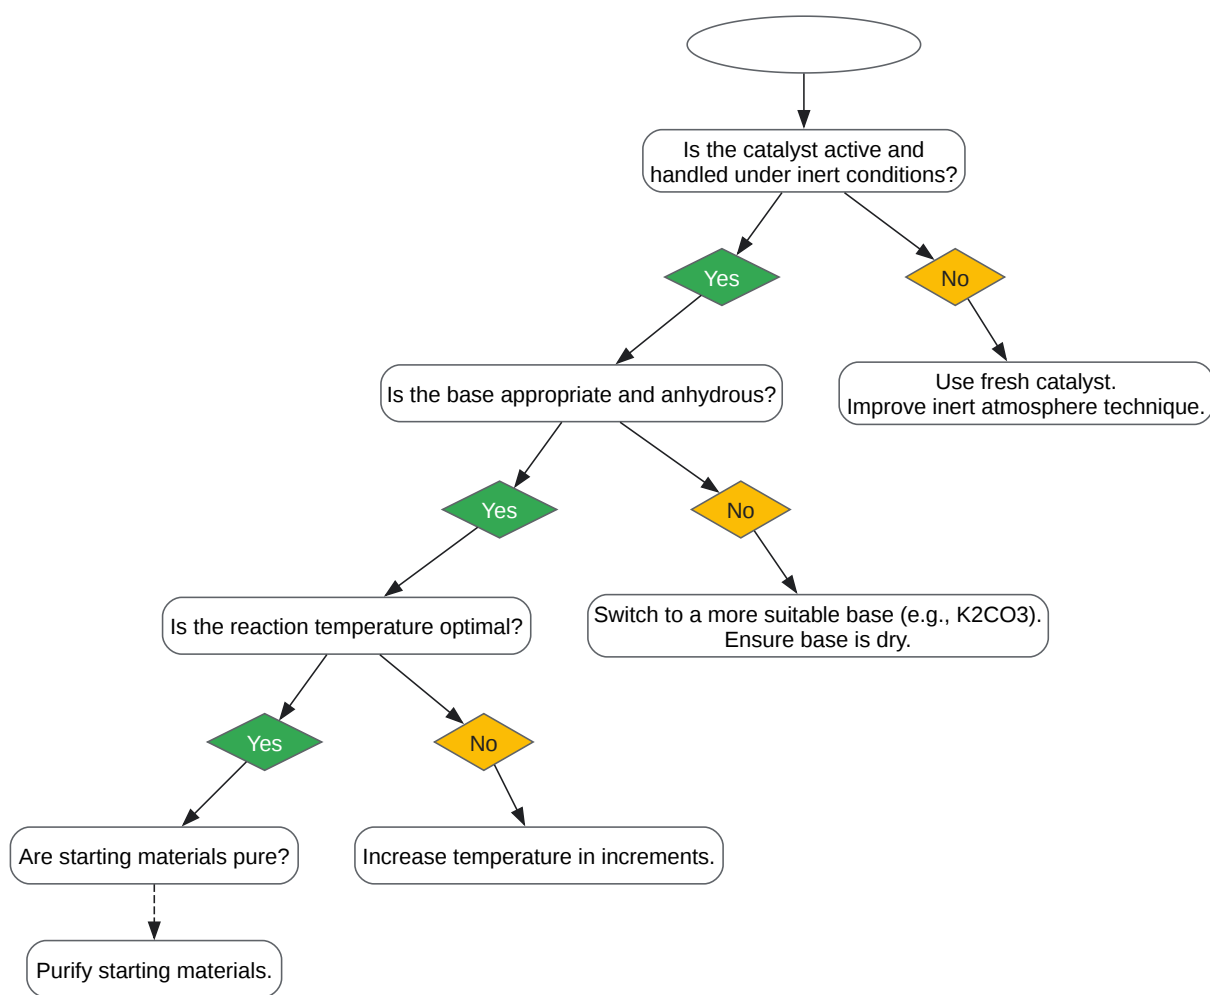 Is the catalyst active and
handled under inert conditions?
Yes
No
Is the base appropriate and anhydrous?
Use fresh catalyst.
Improve inert atmosphere technique.
Yes
No
Is the reaction temperature optimal?
Switch to a more suitable base (e.g., K2CO3).
Ensure base is dry.
Yes
No
Are starting materials pure?
Increase temperature in increments.
Purify starting materials.